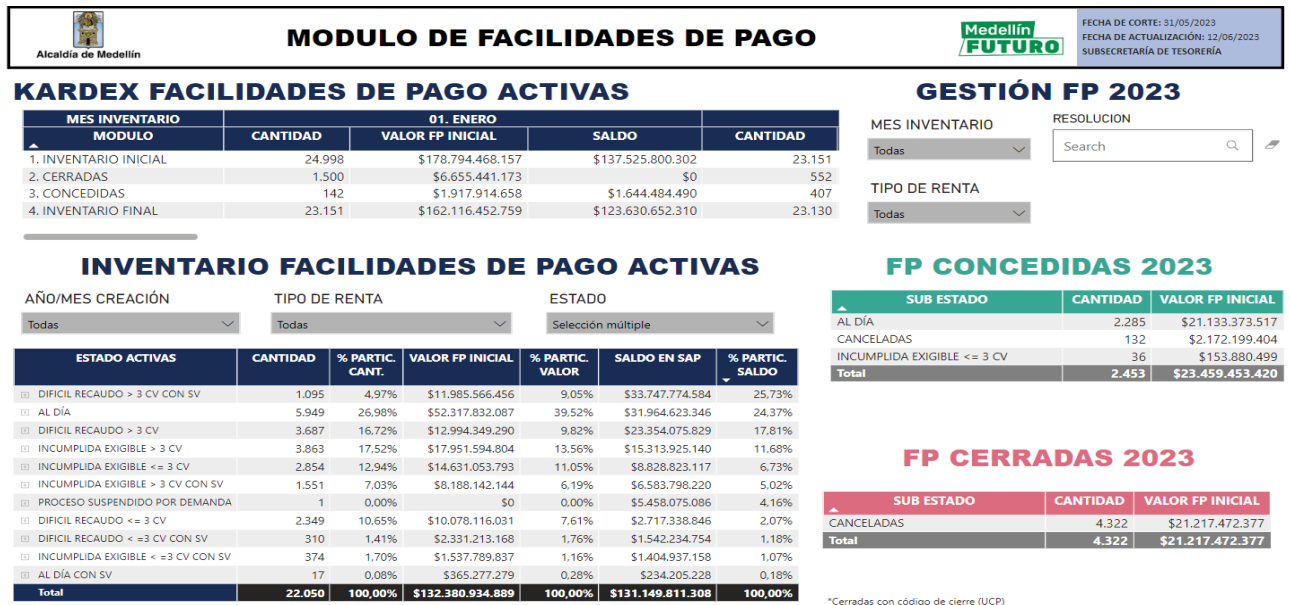 Alcaldía de Medellín
MODULO DE FACILIDADES DE PAGO
Medellín
FUTURO
FECHA DE CORTE: 31/05/2023
FECHA DE ACTUALIZACIÓN: 12/06/2023
SUBSECRETARÍA DE TESORERÍA
KARDEX FACILIDADES DE PAGO ACTIVAS
MES INVENTARIO 01. ENERO
MODULO CANTIDAD VALOR FP INICIAL SALDO CANTIDAD
1. INVENTARIO INICIAL 24.998 $178.794.468.157 $137.525.800.302 23.151
2. CERRADAS 1.500 $6.655.441.173 $0 552
3. CONCEDIDAS 142 $1.917.914.658 $1.644.484.490 407
4. INVENTARIO FINAL 23.151 $162.116.452.759 $123.630.652.310 23.130
GESTIÓN FP 2023
MES INVENTARIO
Todas
RESOLUCION
Search
TIPO DE RENTA
Todas
INVENTARIO FACILIDADES DE PAGO ACTIVAS
AÑO/MES CREACIÓN TIPO DE RENTA ESTADO
Todas Todas Selección múltiple
ESTADO ACTIVAS CANTIDAD % PARTIC. CANT. VALOR FP INICIAL % PARTIC. VALOR SALDO EN SAP % PARTIC. SALDO
DIFICIL RECAUDO > 3 CV CON SV 1.095 4,97% $11.985.566.456 9,05% $33.747.774.584 25,73%
AL DÍA 5.949 26,98% $52.317.832.087 39,52% $31.964.623.346 24,37%
DIFICIL RECAUDO > 3 CV 3.687 16,72% $12.994.349.290 9,82% $23.354.075.829 17,81%
INCUMPLIDA EXIGIBLE > 3 CV 3.863 17,52% $17.951.594.804 13,56% $15.313.925.140 11,68%
INCUMPLIDA EXIGIBLE <= 3 CV 2.854 12,94% $14.631.053.793 11,05% $8.828.823.117 6,73%
INCUMPLIDA EXIGIBLE > 3 CV CON SV 1.551 7,03% $8.188.142.144 6,19% $6.583.798.220 5,02%
PROCESO SUSPENDIDO POR DEMANDA 1 0,00% $0 0,00% $5.458.075.086 4,16%
DIFICIL RECAUDO <= 3 CV 2.349 10,65% $10.078.116.031 7,61% $2.717.338.846 2,07%
DIFICIL RECAUDO < =3 CV CON SV 310 1,41% $2.331.213.168 1,76% $1.542.234.754 1,18%
INCUMPLIDA EXIGIBLE < =3 CV CON SV 374 1,70% $1.537.789.837 1,16% $1.404.937.158 1,07%
AL DÍA CON SV 17 0,08% $365.277.279 0,28% $234.205.228 0,18%
Total 22.050 100,00% $132.380.934.889 100,00% $131.149.811.308 100,00%
FP CONCEDIDAS 2023
SUB ESTADO CANTIDAD VALOR FP INICIAL
AL DÍA 2.285 $21.133.373.517
CANCELADAS 132 $2.172.199.404
INCUMPLIDA EXIGIBLE <= 3 CV 36 $153.880.499
Total 2.453 $23.459.453.420
FP CERRADAS 2023
SUB ESTADO CANTIDAD VALOR FP INICIAL
CANCELADAS 4.322 $21.217.472.377
Total 4.322 $21.217.472.377
*Cerradas con código de cierre (UCP)